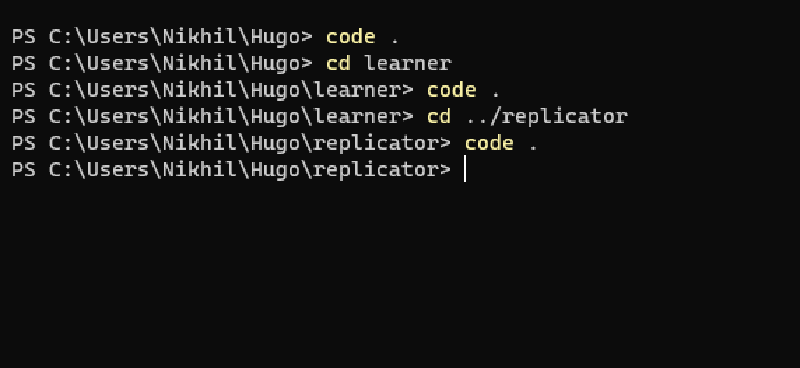 PS C:\Users\Nikhil\Hugo> code .
PS C:\Users\Nikhil\Hugo> cd learner
PS C:\Users\Nikhil\Hugo\learner> code .
PS C:\Users\Nikhil\Hugo\learner> cd ../replicator
PS C:\Users\Nikhil\Hugo\replicator> code .
PS C:\Users\Nikhil\Hugo\replicator>